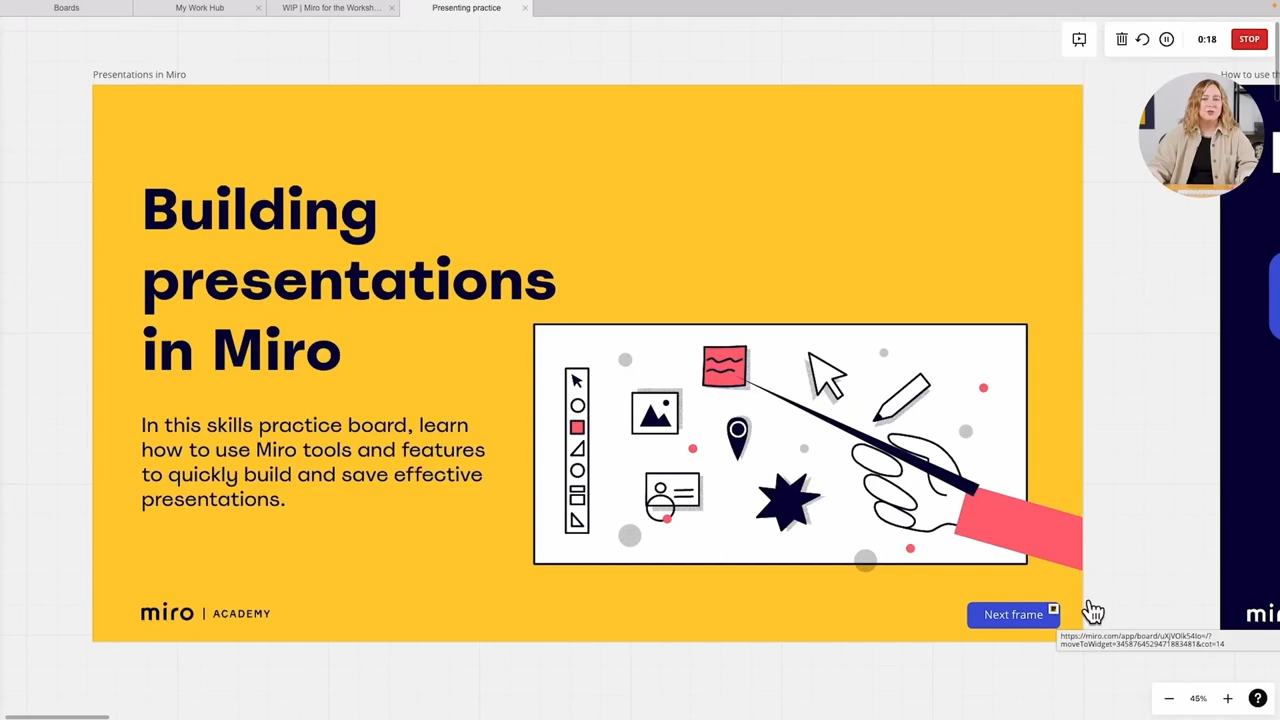 Boards
My Work Hub
WIP | Miro for the Worksh...
Presenting practice
0:18
STOP
Presentations in Miro
How to use th
Building
presentations
in Miro
In this skills practice board, learn
how to use Miro tools and features
to quickly build and save effective
presentations.
miro | ACADEMY
Next frame
mi
https://miro.com/app/board/uXjVOlk54Io=/?
moveToWidget=3458764529471883481&cot=14
45%